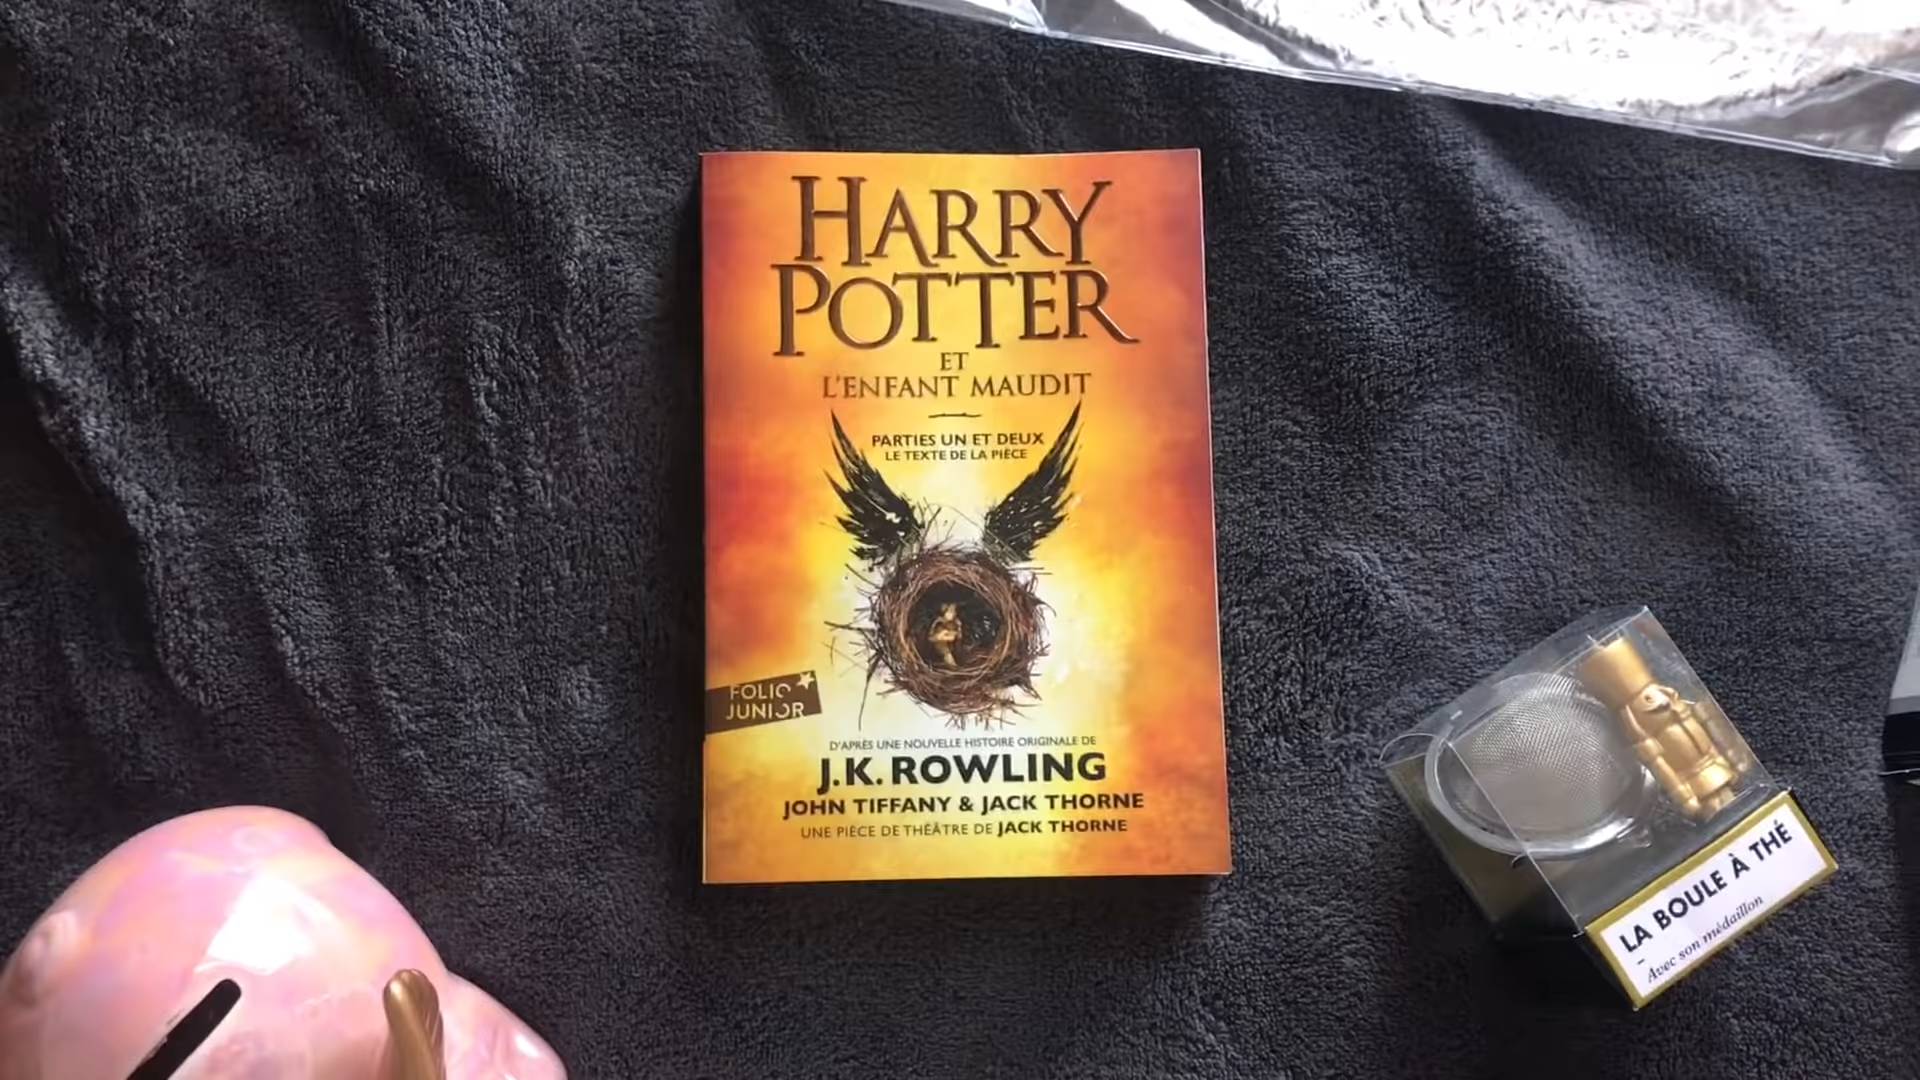 HARRY
POTTER
ET
L'ENFANT MAUDIT
PARTIES UN ET DEUX
LE TEXTE DE LA PIÈCE
FOLIO
JUNIOR
D'APRÈS UNE NOUVELLE HISTOIRE ORIGINALE DE
J.K. ROWLING
JOHN TIFFANY & JACK THORNE
UNE PIÈCE DE THÉÂTRE DE JACK THORNE
LA BOULE À THÉ
Avec son médaillon